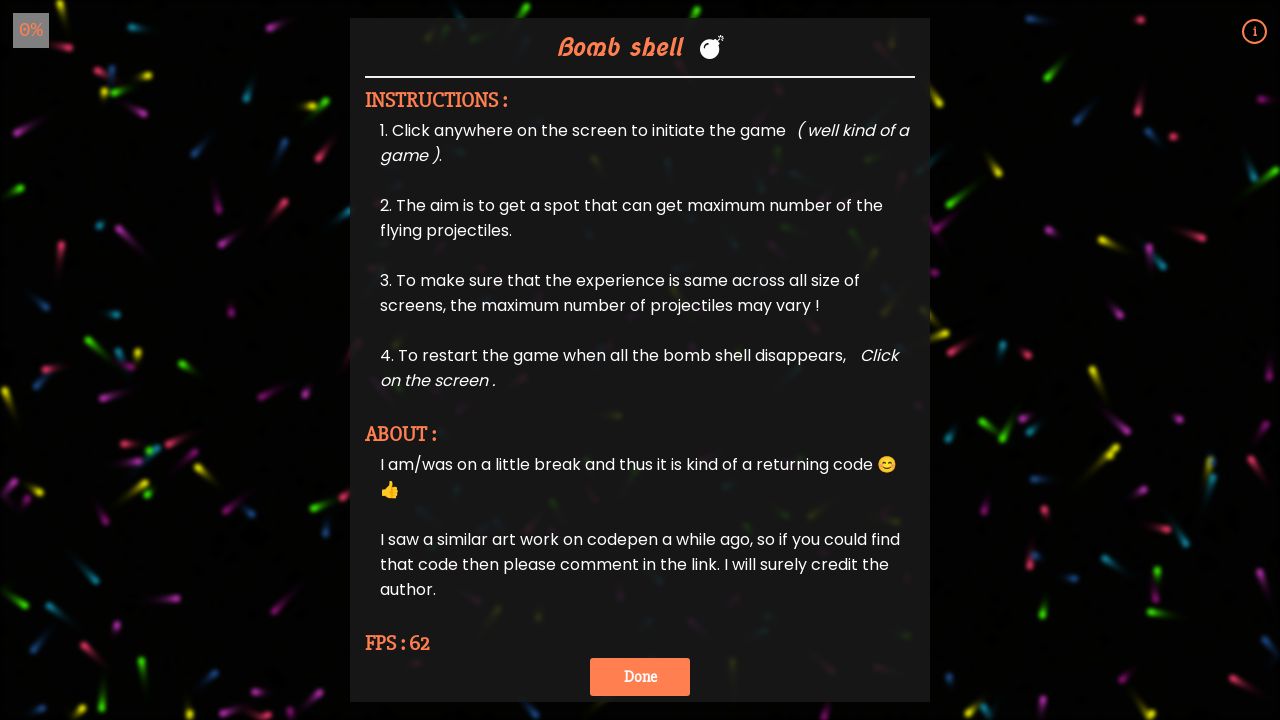 0%
i
Bomb shell 💣
INSTRUCTIONS :
1. Click anywhere on the screen to initiate the game ( well kind of a
game ).
2. The aim is to get a spot that can get maximum number of the
flying projectiles.
3. To make sure that the experience is same across all size of
screens, the maximum number of projectiles may vary !
4. To restart the game when all the bomb shell disappears, Click
on the screen .
ABOUT :
I am/was on a little break and thus it is kind of a returning code 😊
👍
I saw a similar art work on codepen a while ago, so if you could find
that code then please comment in the link. I will surely credit the
author.
FPS : 62
Done